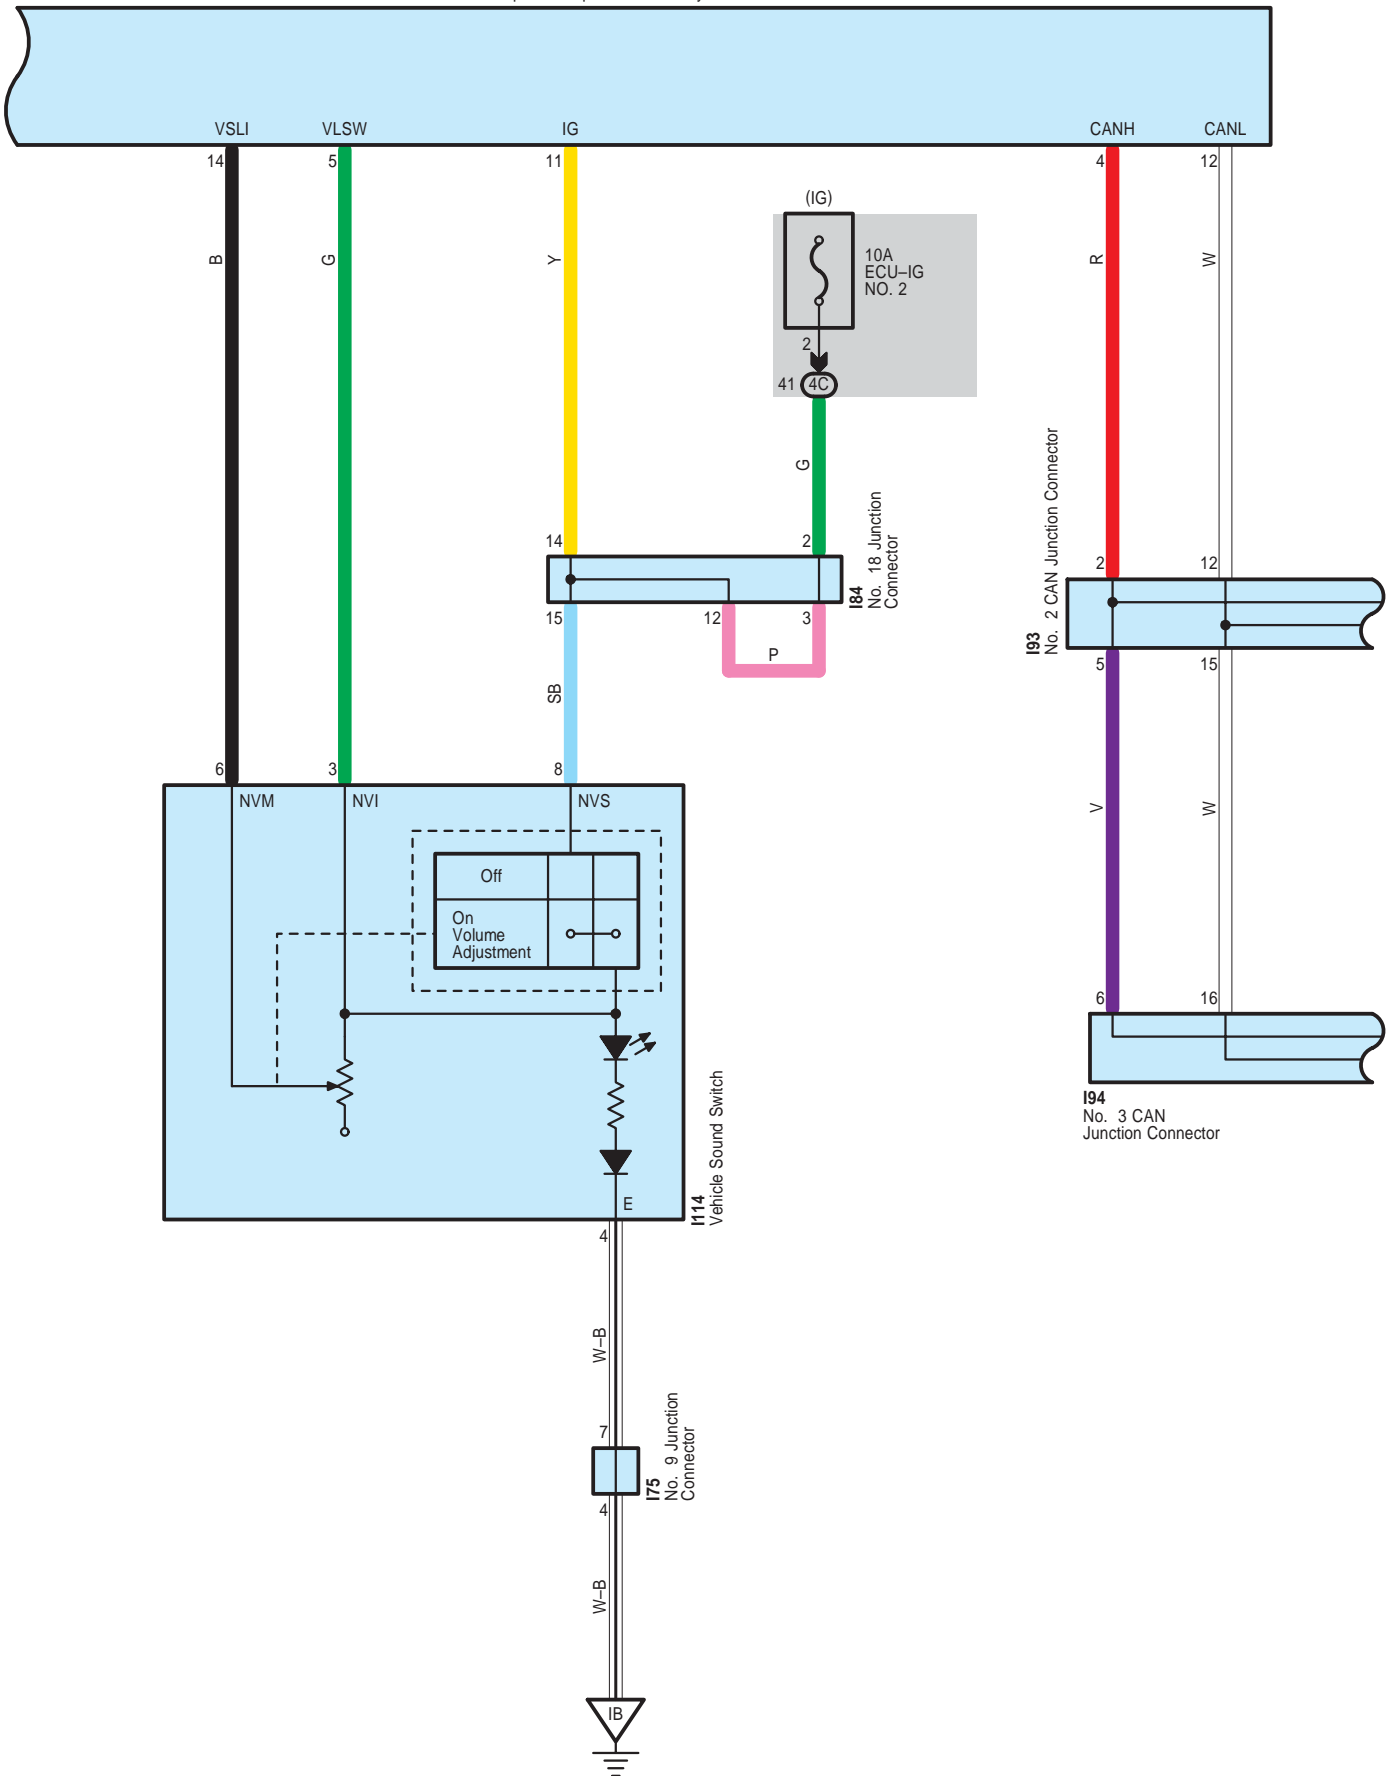 VSLI
VLSW
IG
CANH
CANL
14
5
11
4
12
(IG)
B
G
Y
10A
ECU–IG
NO. 2
R
W
2
41
4C
G
14
2
I84
No. 18 Junction
Connector
2
12
I93
No. 2 CAN Junction Connector
15
12
3
P
5
15
SB
V
W
6
3
8
NVM
NVI
NVS
Off
On
Volume
Adjustment
6
16
I94
No. 3 CAN
Junction Connector
E
I114
Vehicle Sound Switch
4
W–B
7
I75
No. 9 Junction
Connector
4
W–B
IB